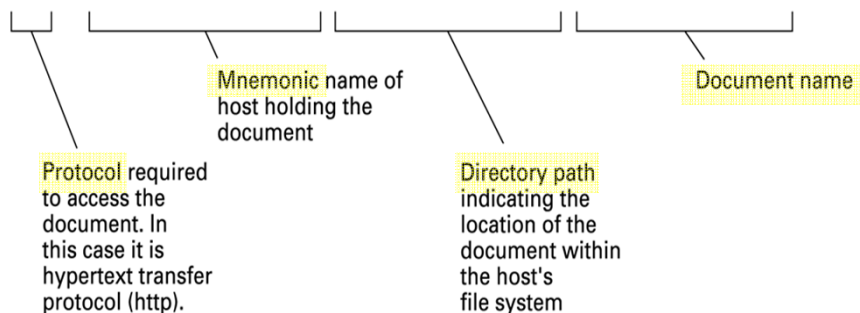 Mnemonic name of
host holding the
document
Document name
Protocol required
to access the
document. In
this case it is
hypertext transfer
protocol (http).
Directory path
indicating the
location of the
document within
the host's
file system